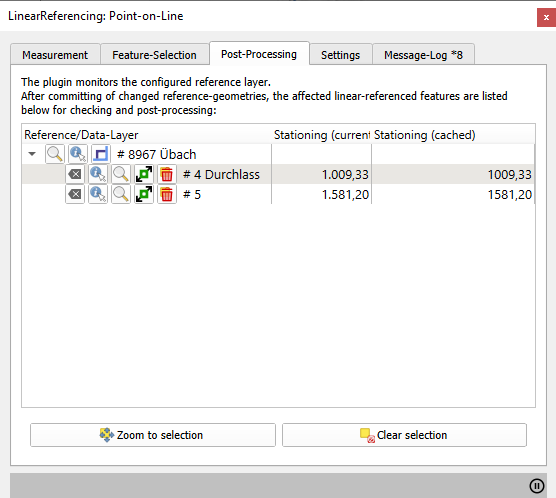 LinearReferencing: Point-on-Line
x
Measurement Feature-Selection Post-Processing Settings Message-Log *8
The plugin monitors the configured reference layer.
After committing of changed reference-geometries, the affected linear-referenced features are listed
below for checking and post-processing:
Reference/Data-Layer Stationing (current Stationing (cached)
# 8967 Übach
# 4 Durchlass 1.009,33 1009,33
# 5 1.581,20 1581,20
Zoom to selection Clear selection